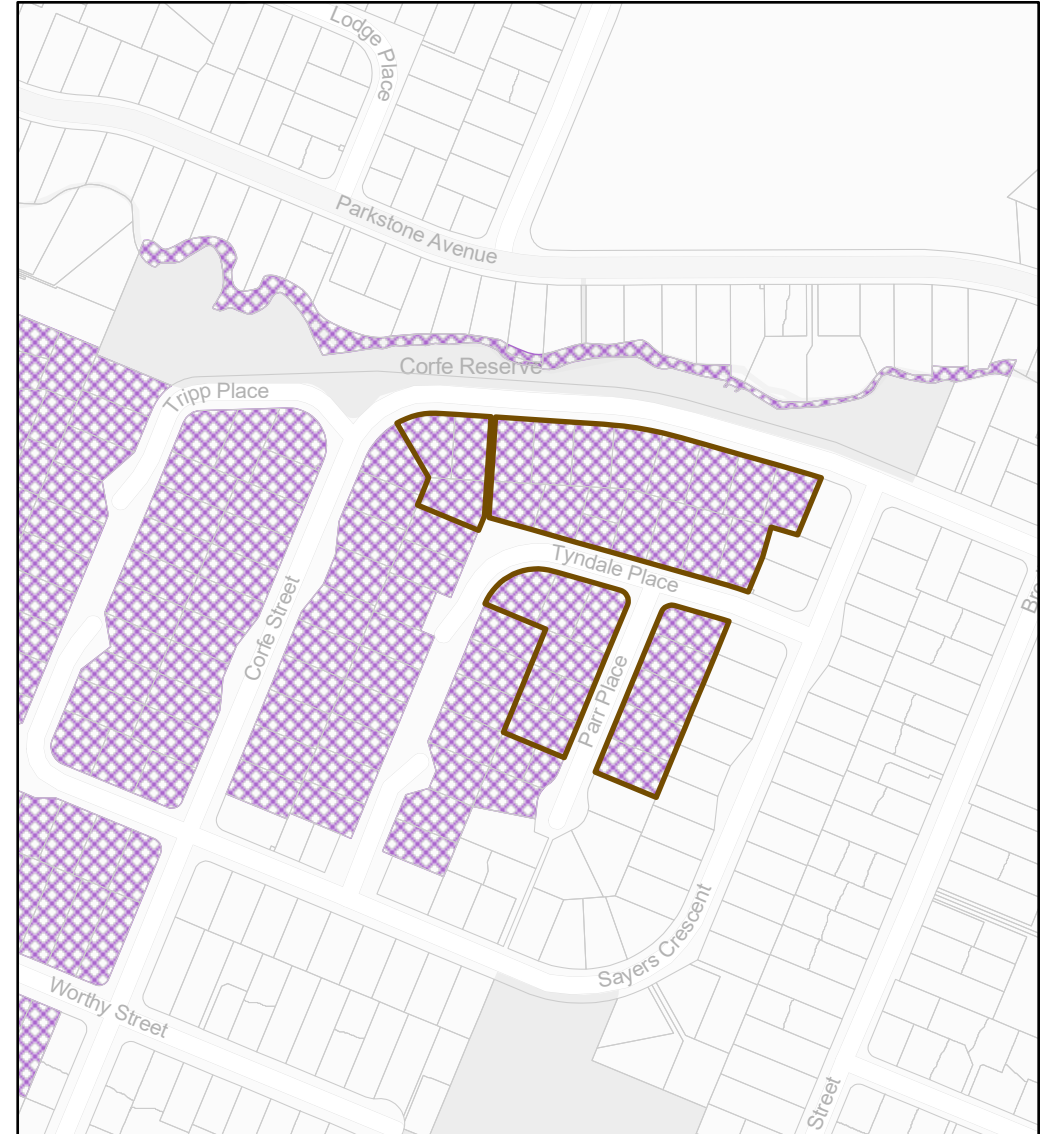 Lodge Place
Parkstone Avenue
Corfe Reserve
Tripp Place
Tyndale Place
Corfe Street
Parr Place
Sayers Crescent
Worthy Street
Street